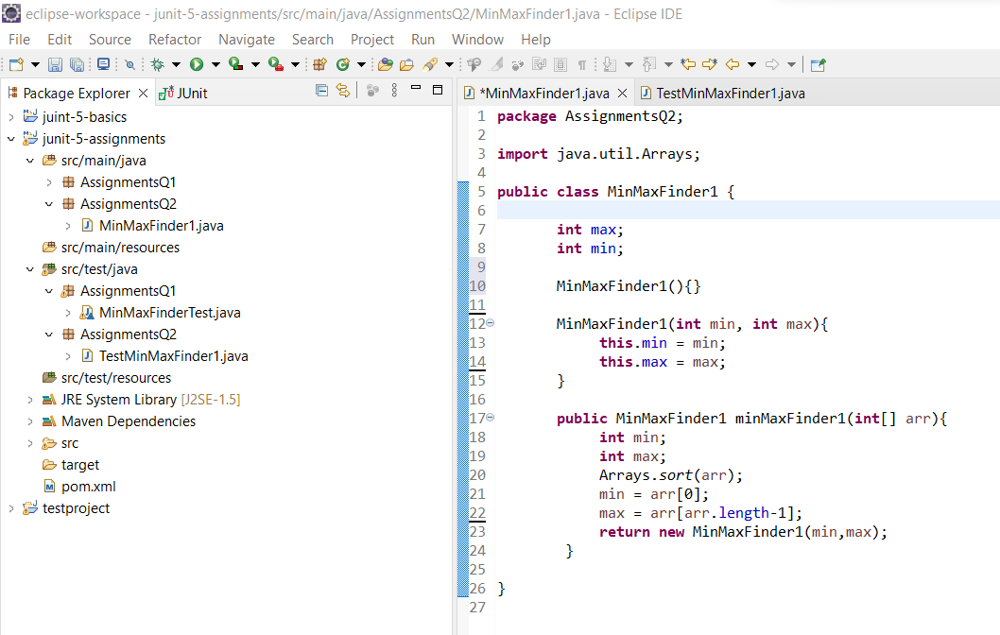 eclipse-workspace - junit-5-assignments/src/main/java/AssignmentsQ2/MinMaxFinder1.java - Eclipse IDE
File Edit Source Refactor Navigate Search Project Run Window Help
Package Explorer JUnit
juint-5-basics
junit-5-assignments
src/main/java
AssignmentsQ1
AssignmentsQ2
MinMaxFinder1.java
src/main/resources
src/test/java
AssignmentsQ1
MinMaxFinderTest.java
AssignmentsQ2
TestMinMaxFinder1.java
src/test/resources
JRE System Library [J2SE-1.5]
Maven Dependencies
src
target
pom.xml
testproject
*MinMaxFinder1.java TestMinMaxFinder1.java
1 package AssignmentsQ2;
2
3 import java.util.Arrays;
4
5 public class MinMaxFinder1 {
6
7 int max;
8 int min;
9
10 MinMaxFinder1(){}
11
12 MinMaxFinder1(int min, int max){
13 this.min = min;
14 this.max = max;
15 }
16
17 public MinMaxFinder1 minMaxFinder1(int[] arr){
18 int min;
19 int max;
20 Arrays.sort(arr);
21 min = arr[0];
22 max = arr[arr.length-1];
23 return new MinMaxFinder1(min,max);
24 }
25
26 }
27